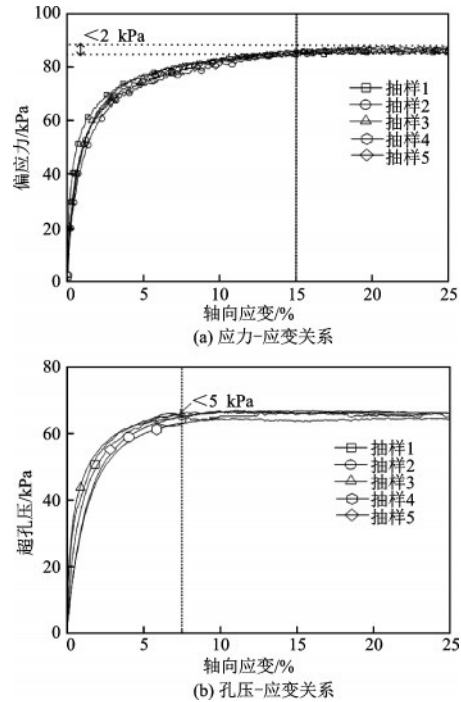 <2 kPa
100
80
60
40
20
0
偏应力/kPa
抽样1
抽样2
抽样3
抽样4
抽样5
0 5 10 15 20 25
轴向应变/%
(a) 应力-应变关系
80
60
40
20
0
超孔压/kPa
<5 kPa
抽样1
抽样2
抽样3
抽样4
抽样5
0 5 10 15 20 25
轴向应变/%
(b) 孔压-应变关系